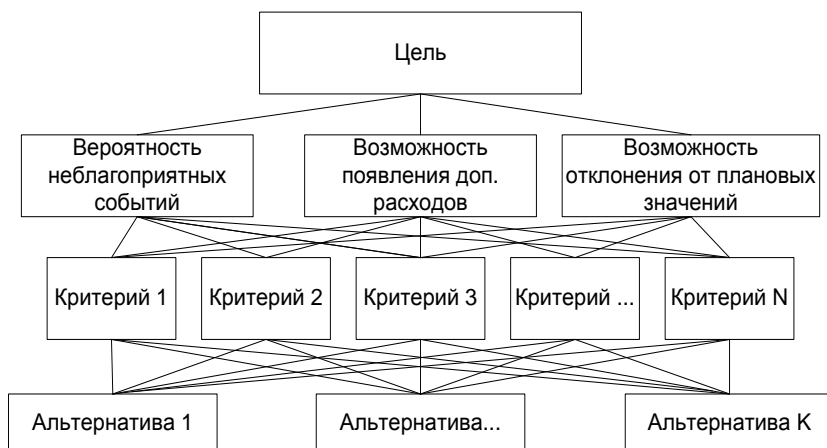 Цель
Вероятность
неблагоприятных
событий
Возможность
появления доп.
расходов
Возможность
отклонения от плановых
значений
Критерий 1
Критерий 2
Критерий 3
Критерий ...
Критерий N
Альтернатива 1
Альтернатива...
Альтернатива K